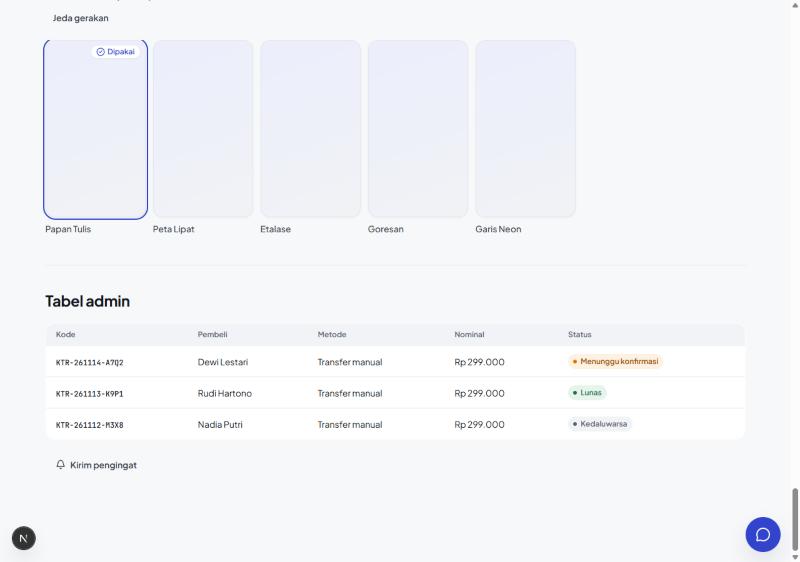 Jeda gerakan
Dipakai
Papan Tulis Peta Lipat Etalase Goresan Garis Neon
Tabel admin
Kode Pembeli Metode Nominal Status
KTR-261114-A7Q2 Dewi Lestari Transfer manual Rp 299.000 Menunggu konfirmasi
KTR-261113-K9P1 Rudi Hartono Transfer manual Rp 299.000 Lunas
KTR-261112-M3X8 Nadia Putri Transfer manual Rp 299.000 Kedaluwarsa
Kirim pengingat
N